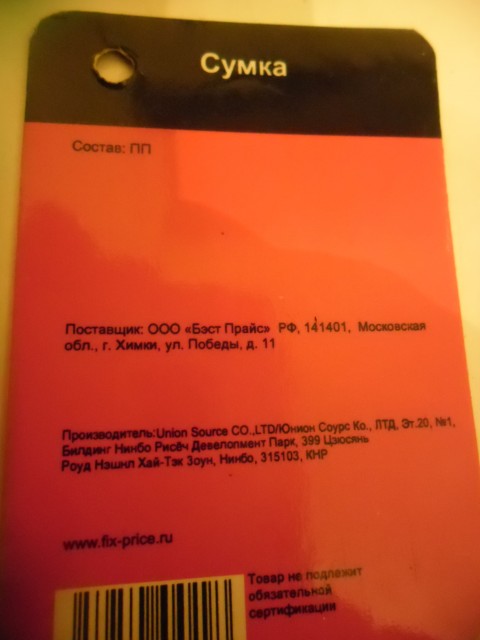 Сумка
Состав: ПП
Поставщик: ООО «Бэст Прайс» РФ, 141401, Московская
обл., г. Химки, ул. Победы, д. 11
Производитель:Union Source CO.,LTD/Юнион Соурс Ко., ЛТД, Эт.20, №1,
Билдинг Нинбо Рисёч Девелопмент Парк, 399 Цзюсянь
Роуд Нэшнл Хай-Тэк Зоун, Нинбо, 315103, КНР
www.fix-price.ru
Товар не подлежит
обязательной
сертификации